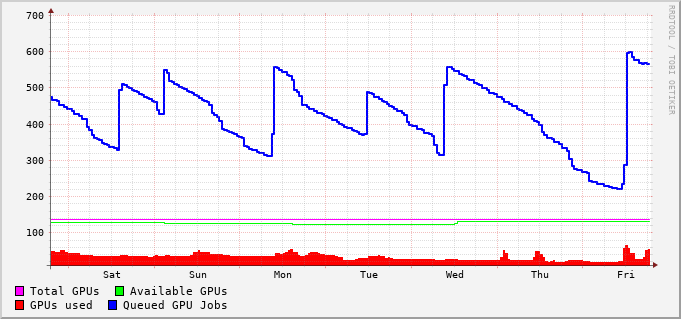 700
600
500
400
300
200
100
Sat Sun Mon Tue Wed Thu Fri
Total GPUs Available GPUs
GPUs used Queued GPU Jobs
RRDTOOL / TOBI OETIKER